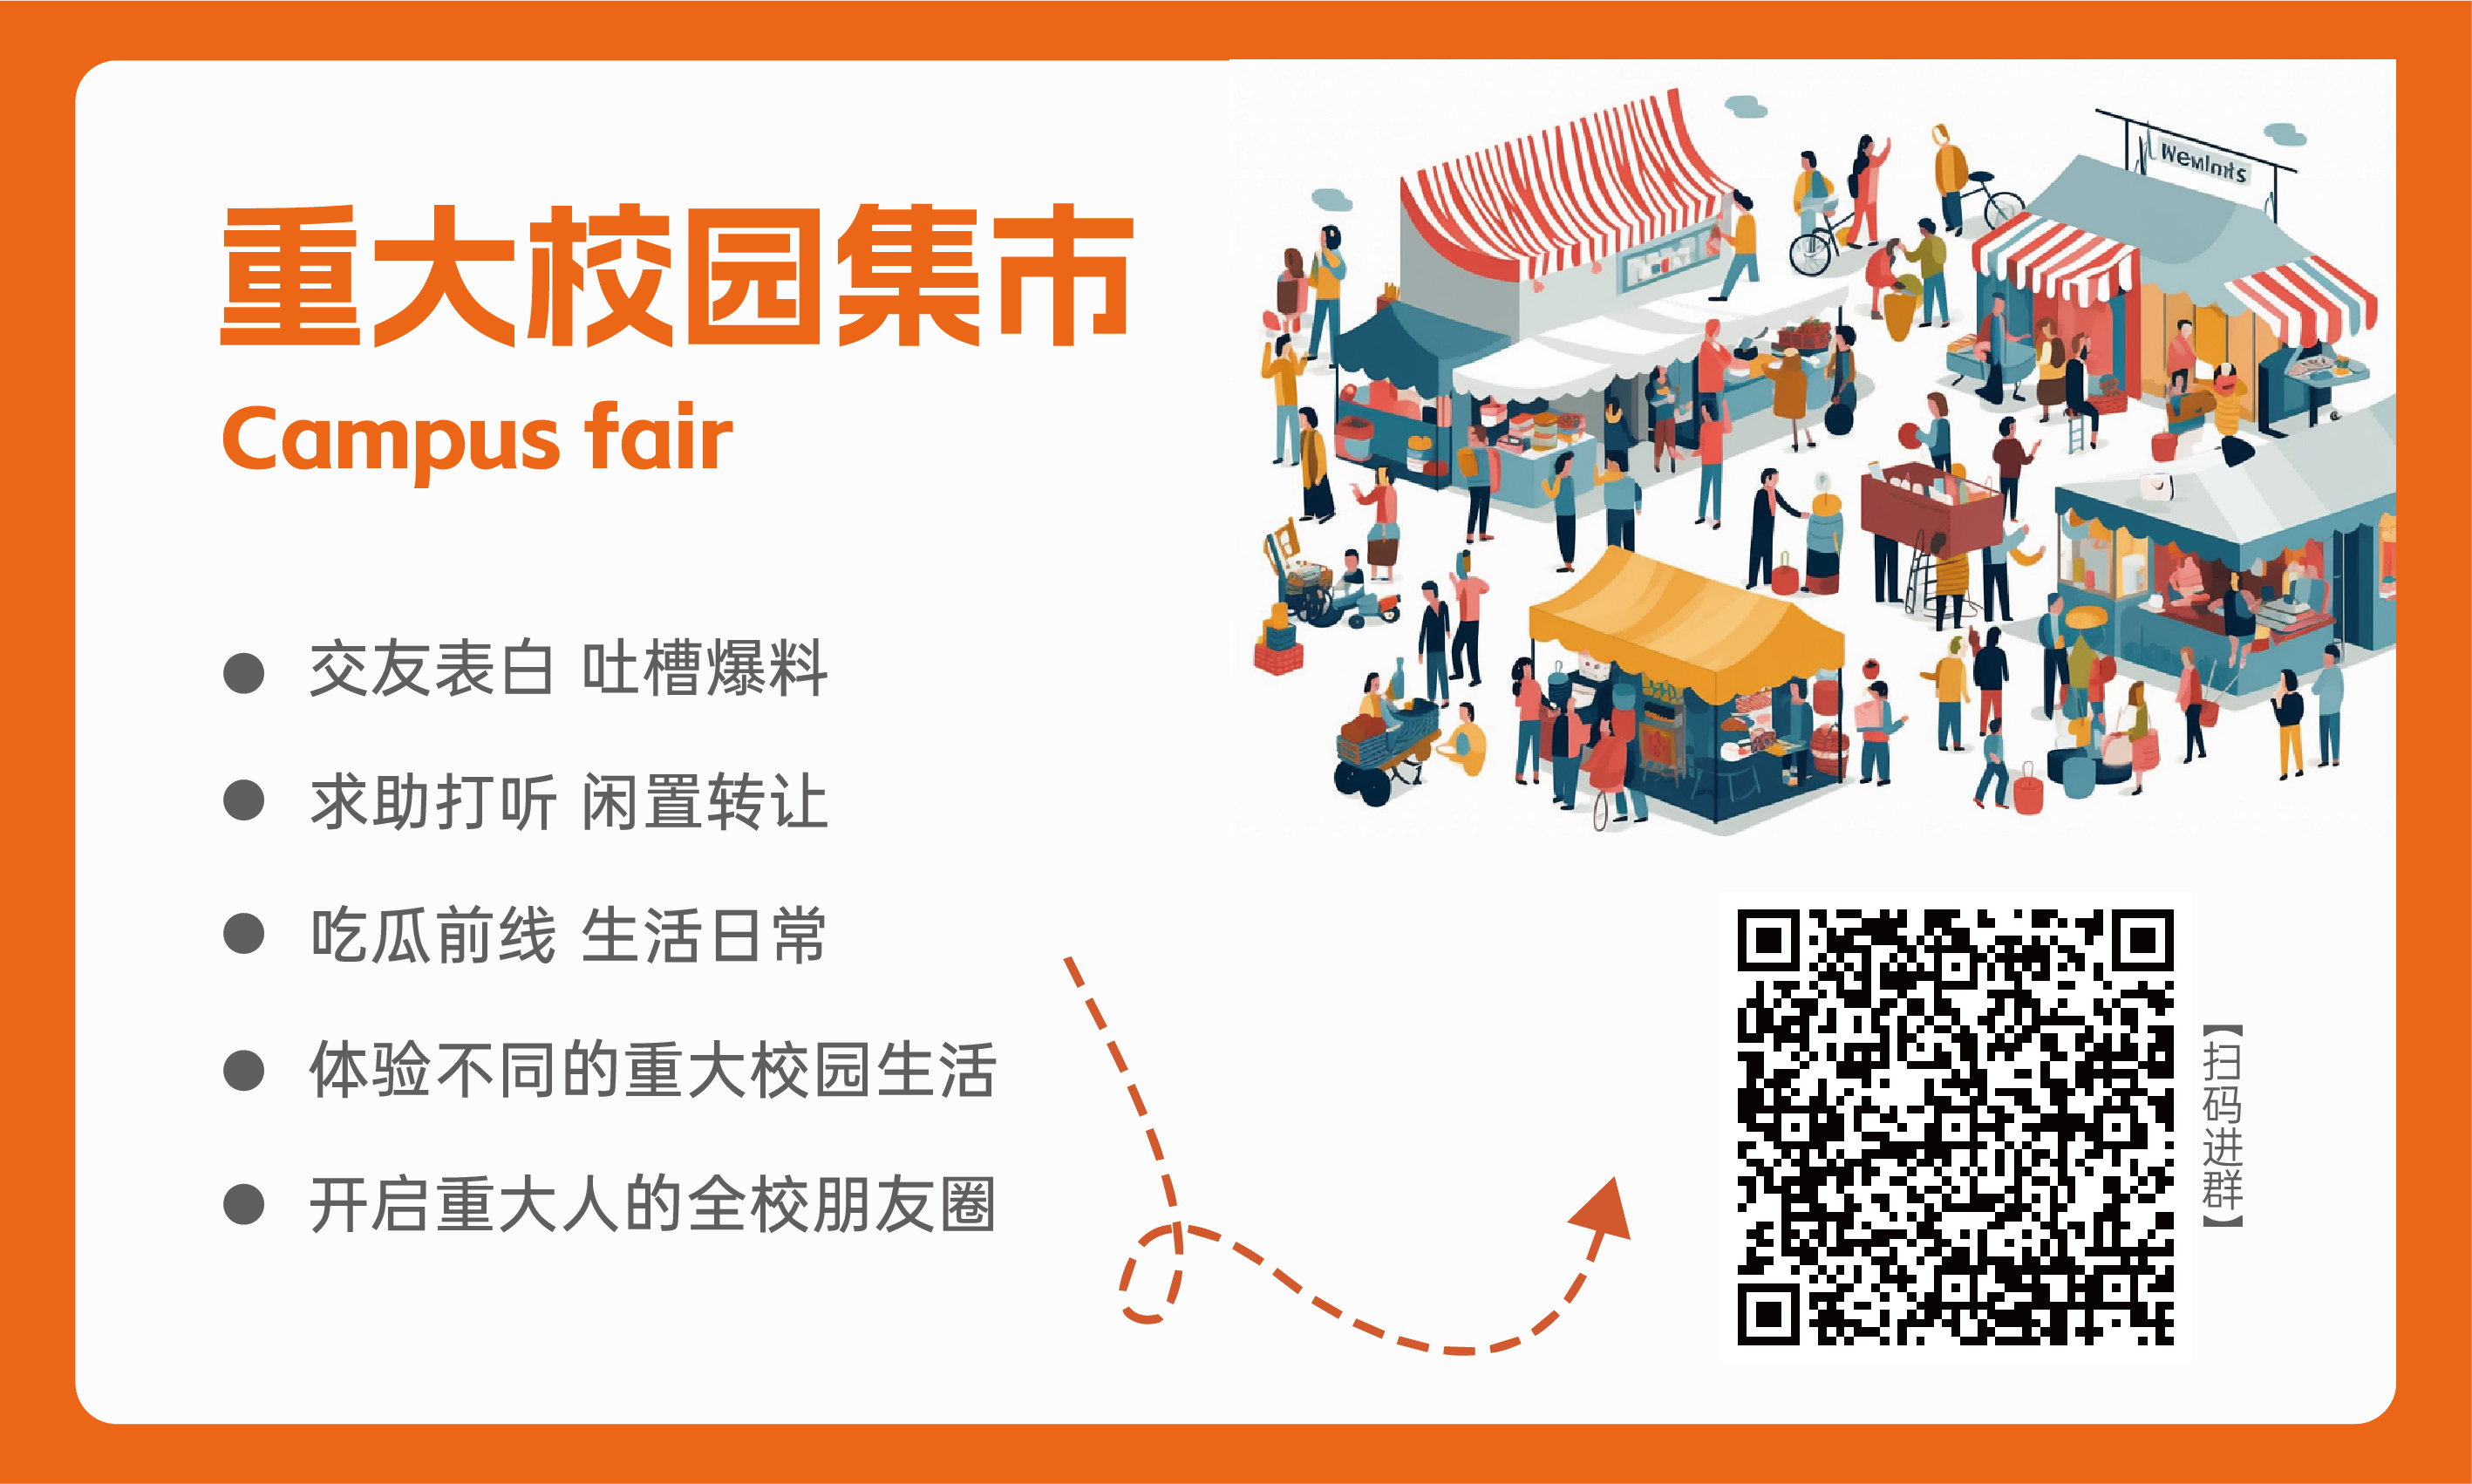 重大校园集市
Campus fair
交友表白 吐槽爆料
求助打听 闲置转让
吃瓜前线 生活日常
体验不同的重大校园生活
开启重大人的全校朋友圈
【扫码进群】